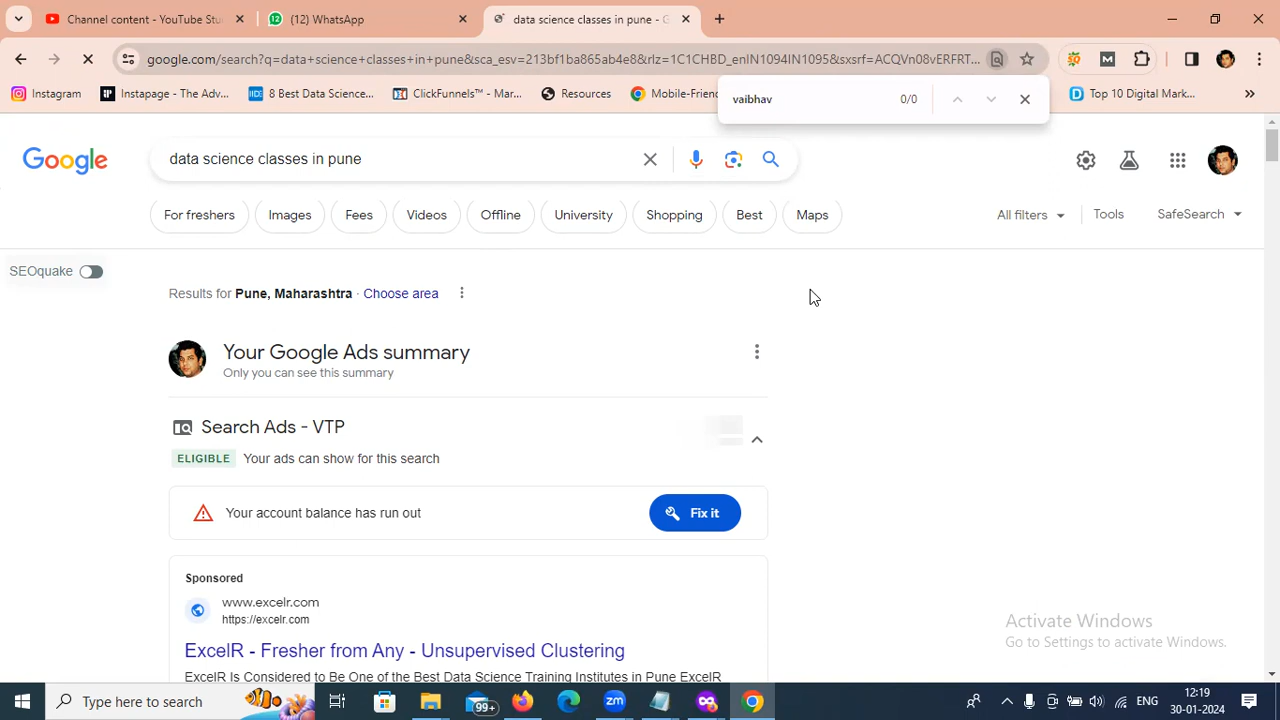 Channel content - YouTube Stu
(12) WhatsApp
data science classes in pune - G
google.com/search?q=data+science+classes+in+pune&sca_esv=213bf1ba865ab4e8&rlz=1C1CHBD_enIN1094IN1095&sxsrf=ACQVn08vERFRT...
Instagram
Instapage - The Adv...
8 Best Data Science...
ClickFunnels™ - Mar...
Resources
Mobile-Frien
Top 10 Digital Mark...
vaibhav 0/0
Google
data science classes in pune
For freshers Images Fees Videos Offline University Shopping Best Maps All filters Tools SafeSearch
SEOquake
Results for Pune, Maharashtra · Choose area
Your Google Ads summary
Only you can see this summary
Search Ads - VTP
ELIGIBLE Your ads can show for this search
Your account balance has run out Fix it
Sponsored
www.excelr.com
https://excelr.com
ExcelR - Fresher from Any - Unsupervised Clustering
ExcelR Is Considered to Be One of the Best Data Science Training Institutes in Pune ExcelR
Activate Windows
Go to Settings to activate Windows.
Type here to search
99+
zm
ENG
12:19
30-01-2024